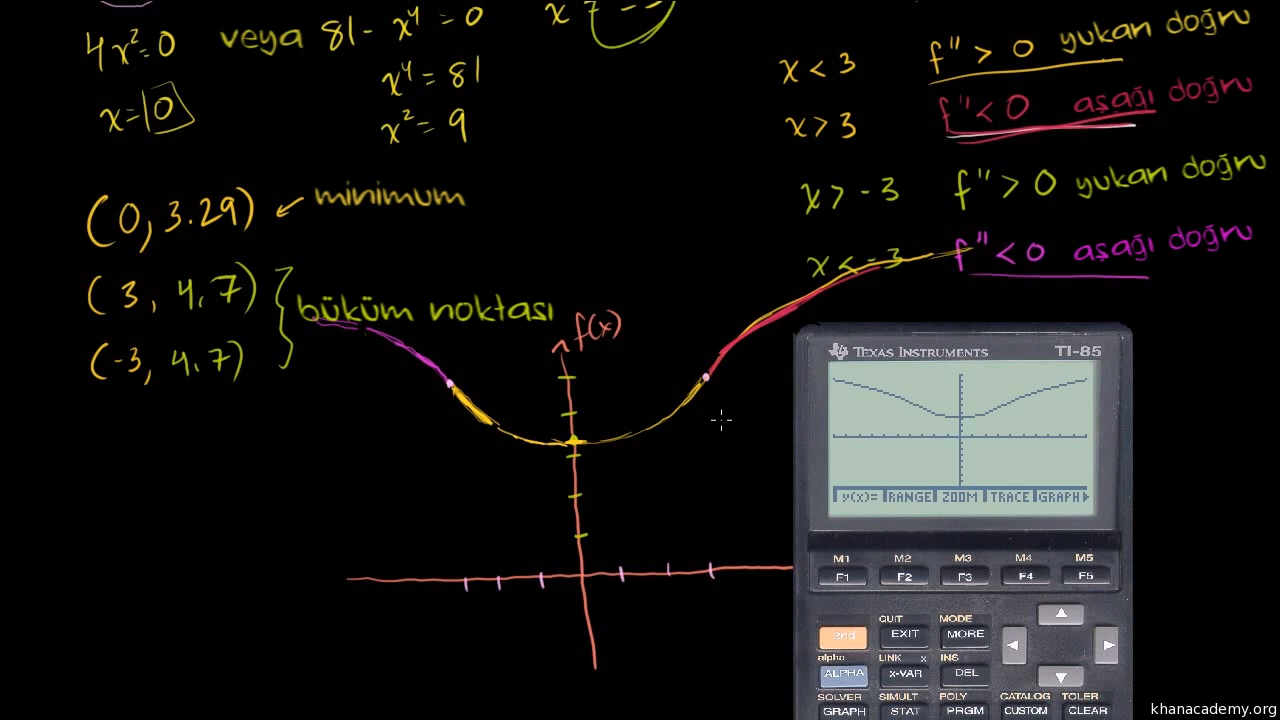 4x²=0 veya 81-x⁴=0
x⁴=81
x=0
x²=9
x<3 f''>0 yukarı doğru
x>3 f''<0 aşağı doğru
x>-3 f''>0 yukarı doğru
x<-3 f''<0 aşağı doğru
(0, 3.29) ← minimum
(3, 4,7)
büküm noktası
(-3, 4,7)
f(x)
TEXAS INSTRUMENTS TI-85
y(x)= RANGE ZOOM TRACE GRAPH
M1 M2 M3 M4 M5
F1 F2 F3 F4 F5
QUIT MODE
2nd EXIT MORE
alpha LINK x INS
ALPHA x-VAR DEL
SOLVER SIMULT POLY CATALOG TOLER
GRAPH STAT PRGM CUSTOM CLEAR
khanacademy.org